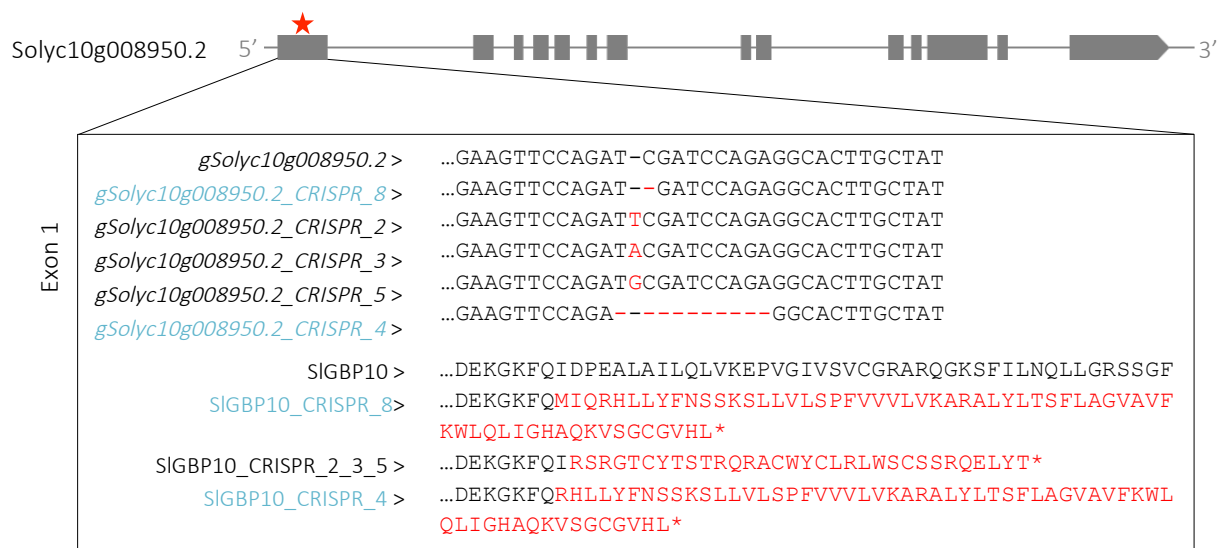 Solyc10g008950.2 5’ 3’
Exon 1
gSolyc10g008950.2 > …GAAGTTCCAGAT-CGATCCAGAGGCACTTGCTAT
gSolyc10g008950.2_CRISPR_8 > …GAAGTTCCAGAT--GATCCAGAGGCACTTGCTAT
gSolyc10g008950.2_CRISPR_2 > …GAAGTTCCAGATTCGATCCAGAGGCACTTGCTAT
gSolyc10g008950.2_CRISPR_3 > …GAAGTTCCAGATACGATCCAGAGGCACTTGCTAT
gSolyc10g008950.2_CRISPR_5 > …GAAGTTCCAGATGCGATCCAGAGGCACTTGCTAT
gSolyc10g008950.2_CRISPR_4 > …GAAGTTCCAGA-----------GGCACTTGCTAT
SlGBP10 > …DEKGKFQIDPEALAILQLVKEPVGIVSVCGRARQGKSFILNQLLGRSSGF
SlGBP10_CRISPR_8> …DEKGKFQMIQRHLLYFNSSKSLLVLSPFVVVLVKARALYLTSFLAGVAVF
KWLQLIGHAQKVSGCGVHL*
SlGBP10_CRISPR_2_3_5 > …DEKGKFQIRSRGTCYTSTRQRACWYCLRLWSCSSRQELYT*
SlGBP10_CRISPR_4 > …DEKGKFQRHLLYFNSSKSLLVLSPFVVVLVKARALYLTSFLAGVAVFKWL
QLIGHAQKVSGCGVHL*